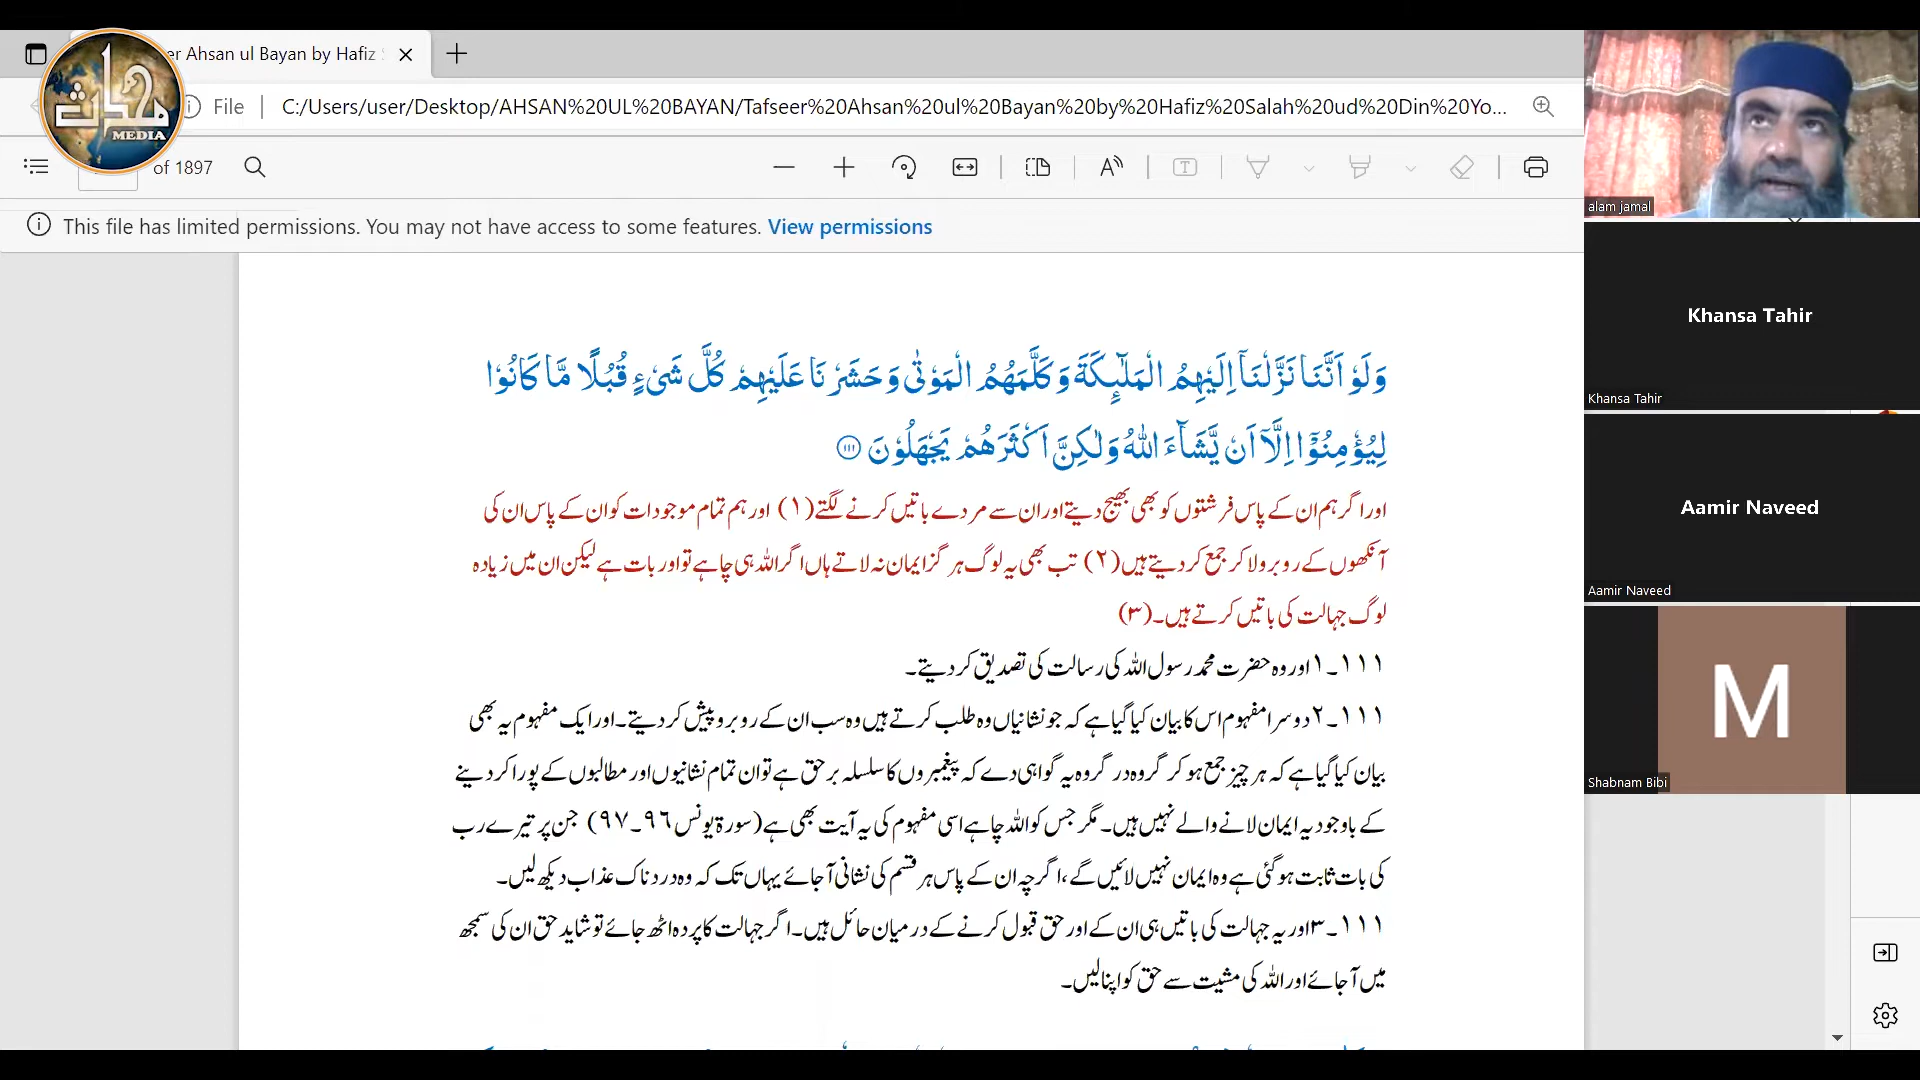 er Ahsan ul Bayan by Hafiz
محدث
MEDIA
File
C:/Users/user/Desktop/AHSAN%20UL%20BAYAN/Tafseer%20Ahsan%20ul%20Bayan%20by%20Hafiz%20Salah%20ud%20Din%20Yo...
of 1897
This file has limited permissions. You may not have access to some features. View permissions
وَلَوۡ اَنَّنَا نَزَّلۡنَاۤ اِلَيۡهِمُ الۡمَلٰٓٮِٕكَةَ وَكَلَّمَهُمُ الۡمَوۡتٰى وَحَشَرۡنَا عَلَيۡهِمۡ كُلَّ شَىۡءٍ قُبُلًا مَّا كَانُوۡا
لِيُؤۡمِنُوۡۤا اِلَّاۤ اَنۡ يَّشَآءَ اللّٰهُ وَلٰـكِنَّ اَكۡثَرَهُمۡ يَجۡهَلُوۡنَ ﴿۱۱۱﴾
اور اگر ہم ان کے پاس فرشتوں کو بھی بھیج دیتے اور ان سے مردے باتیں کرنے لگتے (۱) اور ہم تمام موجودات کو ان کے پاس ان کی
آنکھوں کے روبرو لا کر جمع کر دیتے ہیں (۲) تب بھی یہ لوگ ہرگز ایمان نہ لاتے ہاں اگر اللہ ہی چاہے تو اور بات ہے لیکن ان میں زیادہ
لوگ جہالت کی باتیں کرتے ہیں۔ (۳)
۱۱۱۔۱ اور وہ حضرت محمد رسول اللہ کی رسالت کی تصدیق کر دیتے۔
۱۱۱۔۲ دوسرا مفہوم اس کا بیان کیا گیا ہے کہ جو نشانیاں وہ طلب کرتے ہیں وہ سب ان کے روبرو پیش کر دیتے۔ اور ایک مفہوم یہ بھی
بیان کیا گیا ہے کہ ہر چیز جمع ہو کر گروہ در گروہ یہ گواہی دے کہ پیغمبروں کا سلسلہ برحق ہے تو ان تمام نشانیوں اور مطالبوں کے پورا کر دینے
کے باوجود یہ ایمان لانے والے نہیں ہیں۔ مگر جس کو اللہ چاہے اسی مفہوم کی یہ آیت بھی ہے (سورۃ یونس ۹۶۔۹۷) جن پر تیرے رب
کی بات ثابت ہو گئی ہے وہ ایمان نہیں لائیں گے، اگرچہ ان کے پاس ہر قسم کی نشانی آ جائے یہاں تک کہ وہ دردناک عذاب دیکھ لیں۔
۱۱۱۔۳ اور یہ جہالت کی باتیں ہی ان کے اور حق قبول کرنے کے درمیان حائل ہیں۔ اگر جہالت کا پردہ اٹھ جائے تو شاید حق ان کی سمجھ
میں آ جائے اور اللہ کی مشیت سے حق کو اپنا لیں۔
alam jamal
Khansa Tahir
Khansa Tahir
Aamir Naveed
Aamir Naveed
M
Shabnam Bibi